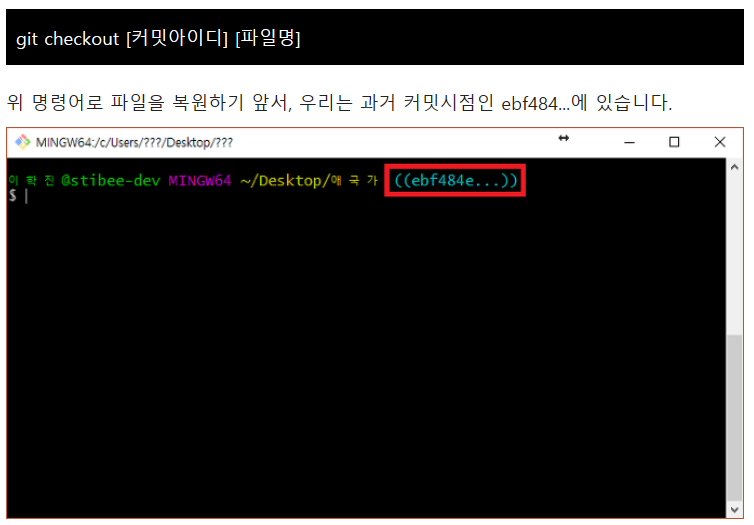 git checkout [커밋아이디] [파일명]
위 명령어로 파일을 복원하기 앞서, 우리는 과거 커밋시점인 ebf484...에 있습니다.
MINGW64:/c/Users/???/Desktop/???
이 학 진 @stibee-dev MINGW64 ~/Desktop/애 국 가 ((ebf484e...))
$